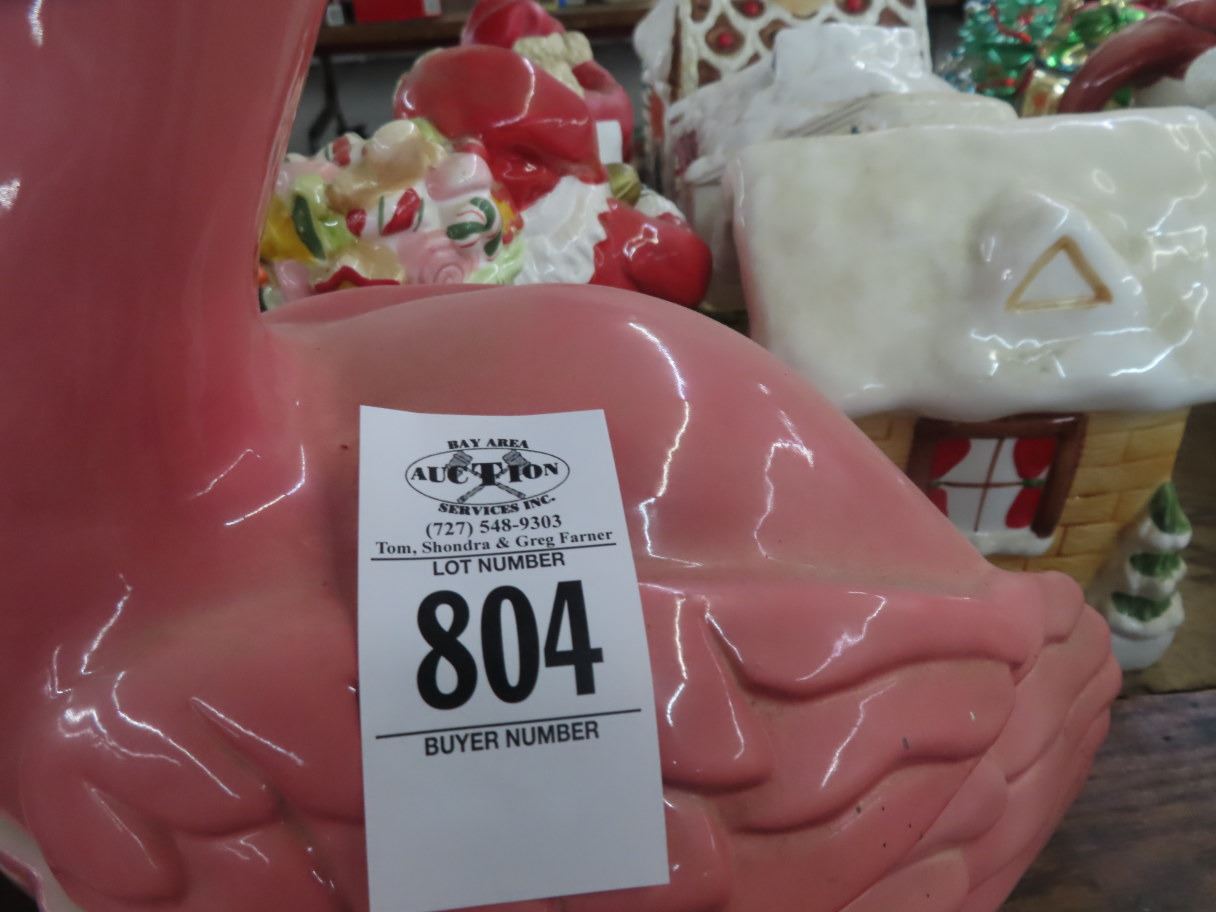 BAY AREA
AUCTION
SERVICES INC.
(727) 548-9303
Tom, Shondra & Greg Farner
LOT NUMBER
804
BUYER NUMBER